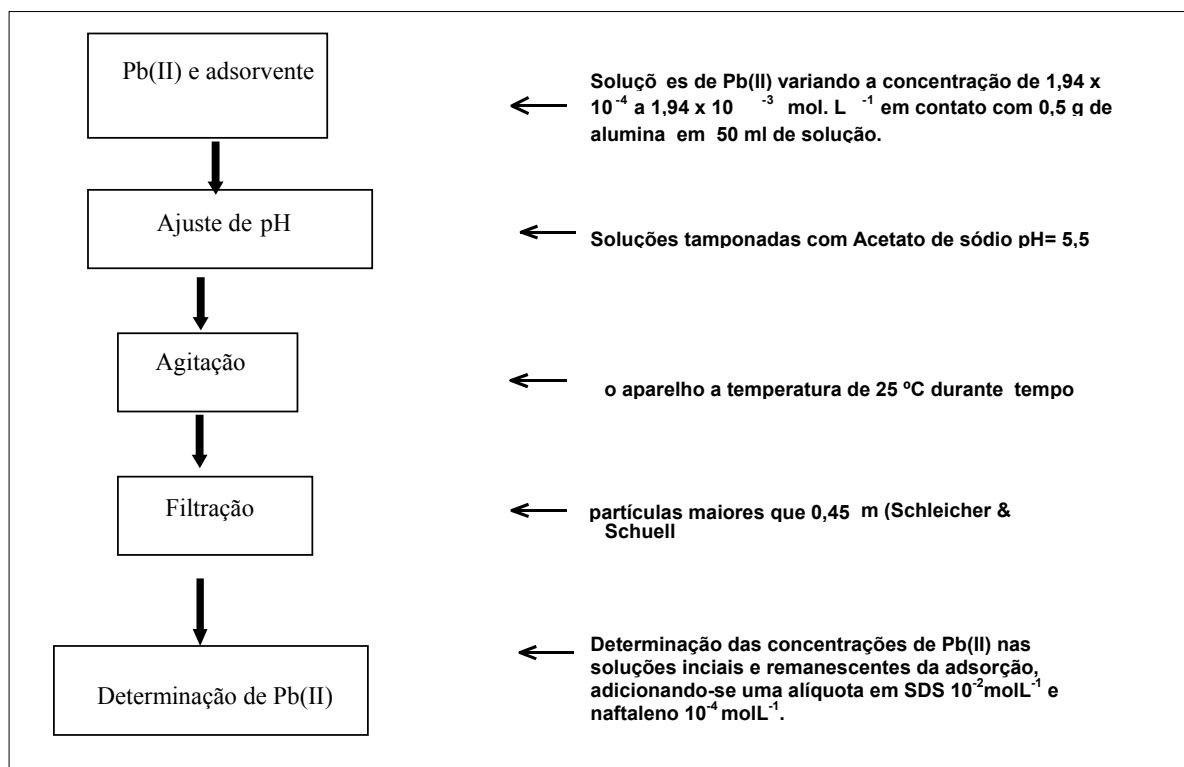 Pb(II) e adsorvente
Soluçõ es de Pb(II) variando a concentração de 1,94 x
10⁻⁴ a 1,94 x 10 ⁻³ mol. L ⁻¹ em contato com 0,5 g de
alumina em 50 ml de solução.
Ajuste de pH
Soluções tamponadas com Acetato de sódio pH= 5,5
Agitação
o aparelho a temperatura de 25 ºC durante tempo
Filtração
partículas maiores que 0,45 m (Schleicher &
Schuell
Determinação de Pb(II)
Determinação das concentrações de Pb(II) nas
soluções inciais e remanescentes da adsorção,
adicionando-se uma alíquota em SDS 10⁻²molL⁻¹ e
naftaleno 10⁻⁴ molL⁻¹.